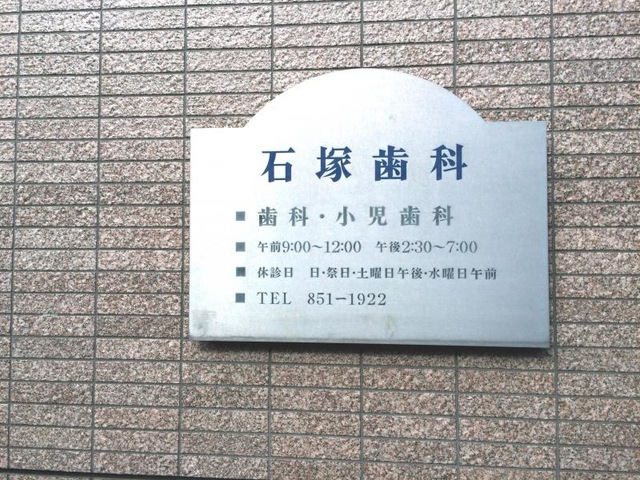 石塚歯科
■ 歯科・小児歯科
■ 午前9:00〜12:00 午後2:30〜7:00
■ 休診日 日・祭日・土曜日午後・水曜日午前
■ TEL 851−1922